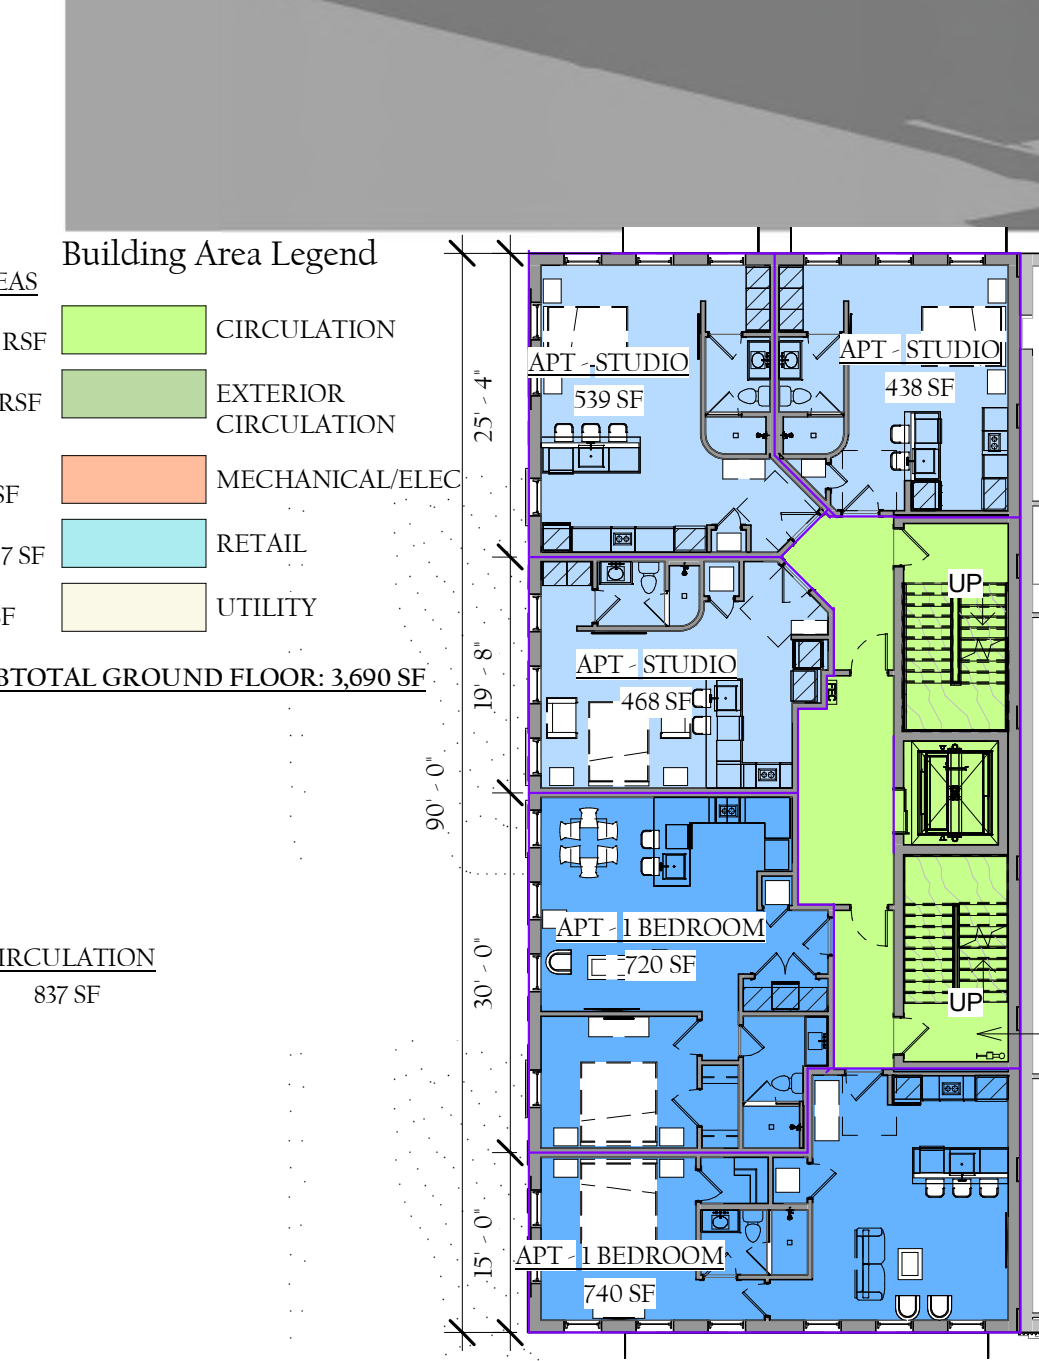 Building Area Legend
EAS
RSF
CIRCULATION
RSF
EXTERIOR
CIRCULATION
SF
MECHANICAL/ELEC
7 SF
RETAIL
SF
UTILITY
BTOTAL GROUND FLOOR: 3,690 SF
IRCULATION
837 SF
25' - 4"
19' - 8"
90' - 0"
30' - 0"
15' - 0"
APT - STUDIO
539 SF
APT - STUDIO
438 SF
UP
APT - STUDIO
468 SF
FEC
APT - 1 BEDROOM
720 SF
UP
APT - 1 BEDROOM
740 SF